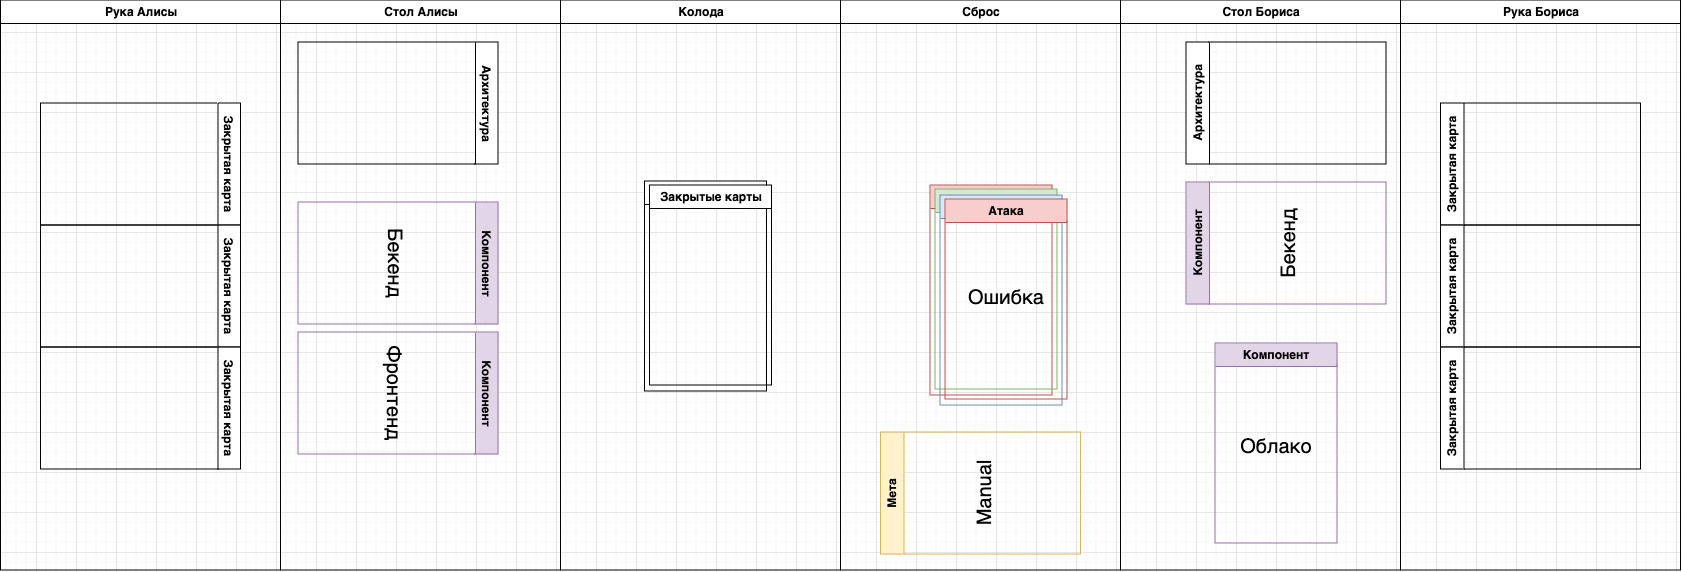 Рука Алисы
Стол Алисы
Колода
Сброс
Стол Бориса
Рука Бориса
Закрытая карта
Закрытая карта
Закрытая карта
Архитектура
Бекенд
Компонент
Фронтенд
Компонент
Закрытые карты
Атака
Ошибка
Мета
Manual
Архитектура
Компонент
Бекенд
Компонент
Облако
Закрытая карта
Закрытая карта
Закрытая карта